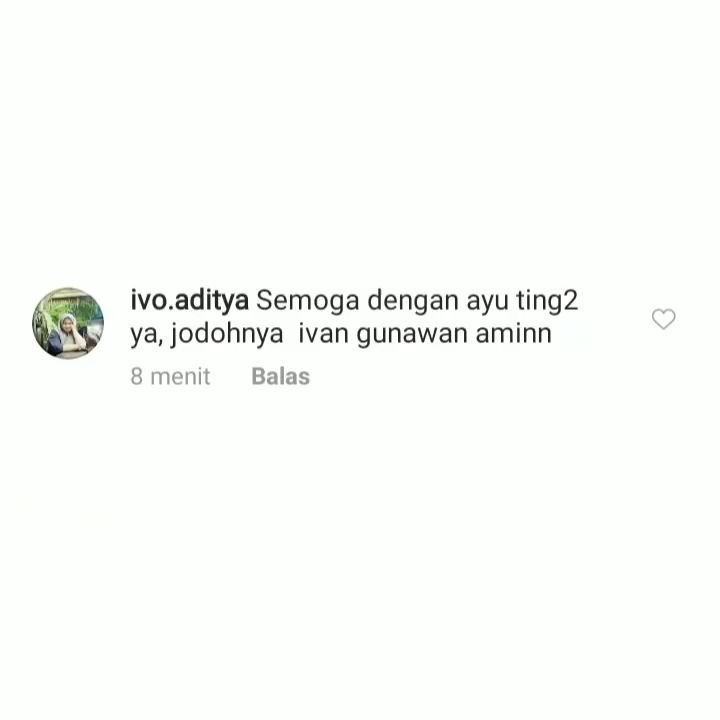 ivo.aditya Semoga dengan ayu ting2
ya, jodohnya  ivan gunawan aminn
8 menit Balas